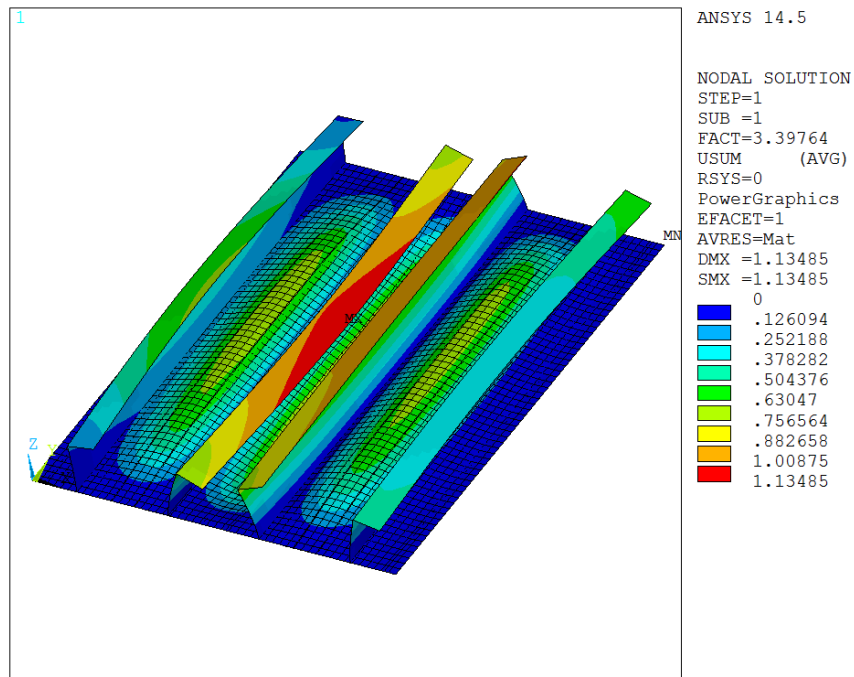 1
ANSYS 14.5
NODAL SOLUTION
STEP=1
SUB =1
FACT=3.39764
USUM (AVG)
RSYS=0
PowerGraphics
EFACET=1
AVRES=Mat
DMX =1.13485
SMX =1.13485
0
.126094
.252188
.378282
.504376
.63047
.756564
.882658
1.00875
1.13485
MN
Z